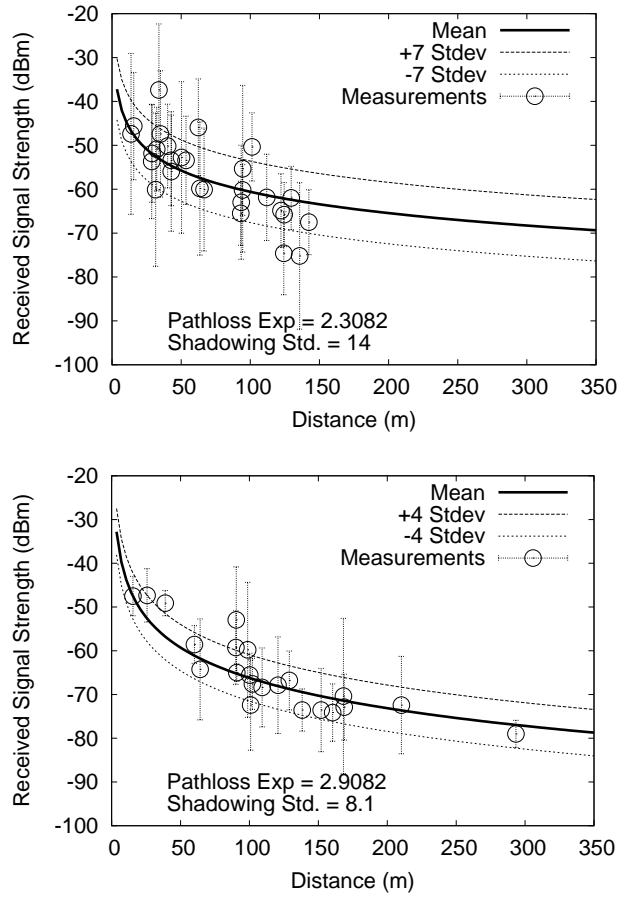 Received Signal Strength (dBm)
-20
-30
-40
-50
-60
-70
-80
-90
-100
Mean
+7 Stdev
-7 Stdev
Measurements
Pathloss Exp = 2.3082
Shadowing Std. = 14
0 50 100 150 200 250 300 350
Distance (m)
Received Signal Strength (dBm)
-20
-30
-40
-50
-60
-70
-80
-90
-100
Mean
+4 Stdev
-4 Stdev
Measurements
Pathloss Exp = 2.9082
Shadowing Std. = 8.1
0 50 100 150 200 250 300 350
Distance (m)